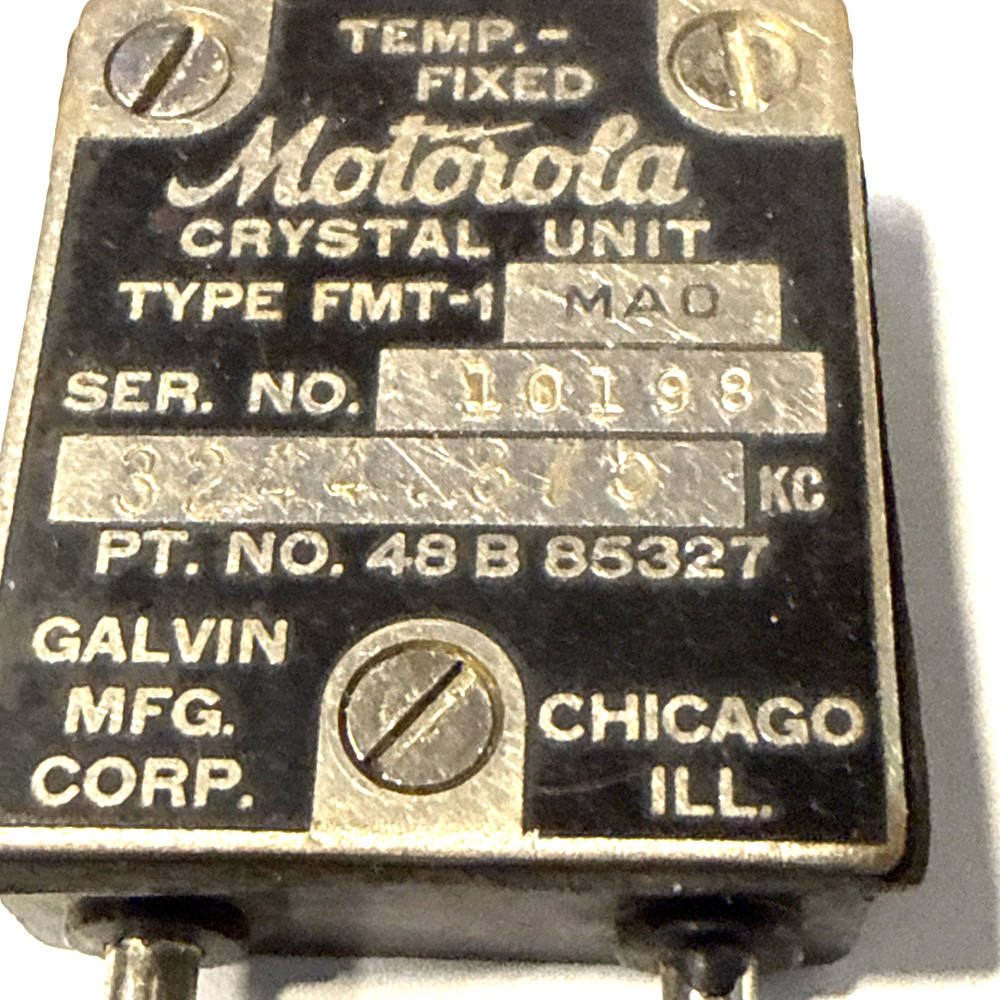 TEMP.-
FIXED
Motorola
CRYSTAL UNIT
TYPE FMT-1 MAO
SER. NO. 10198
KC
PT. NO. 48 B 85327
GALVIN
MFG.
CORP.
CHICAGO
ILL.